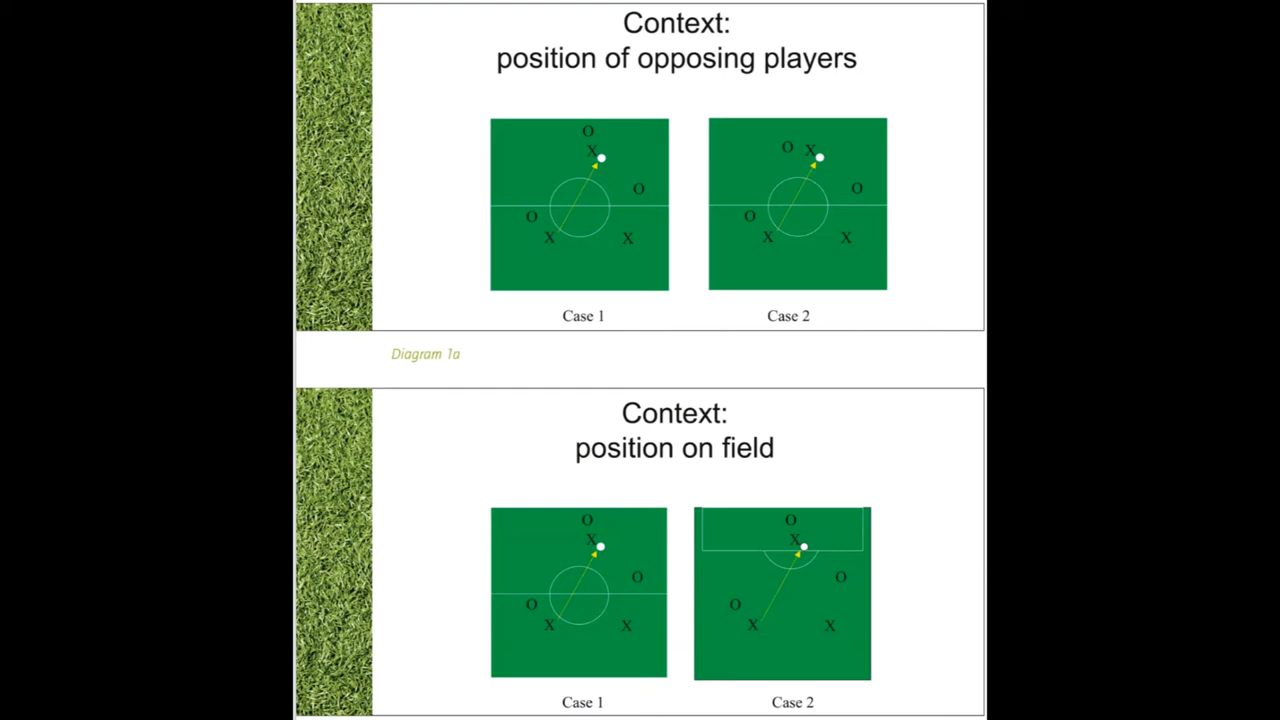 Context:
position of opposing players
O
X
O
X
O
O
O
O
X
X
X
X
Case 1
Case 2
Diagram 1a
Context:
position on field
O
O
X
X
O
O
O
O
X
X
X
X
Case 1
Case 2